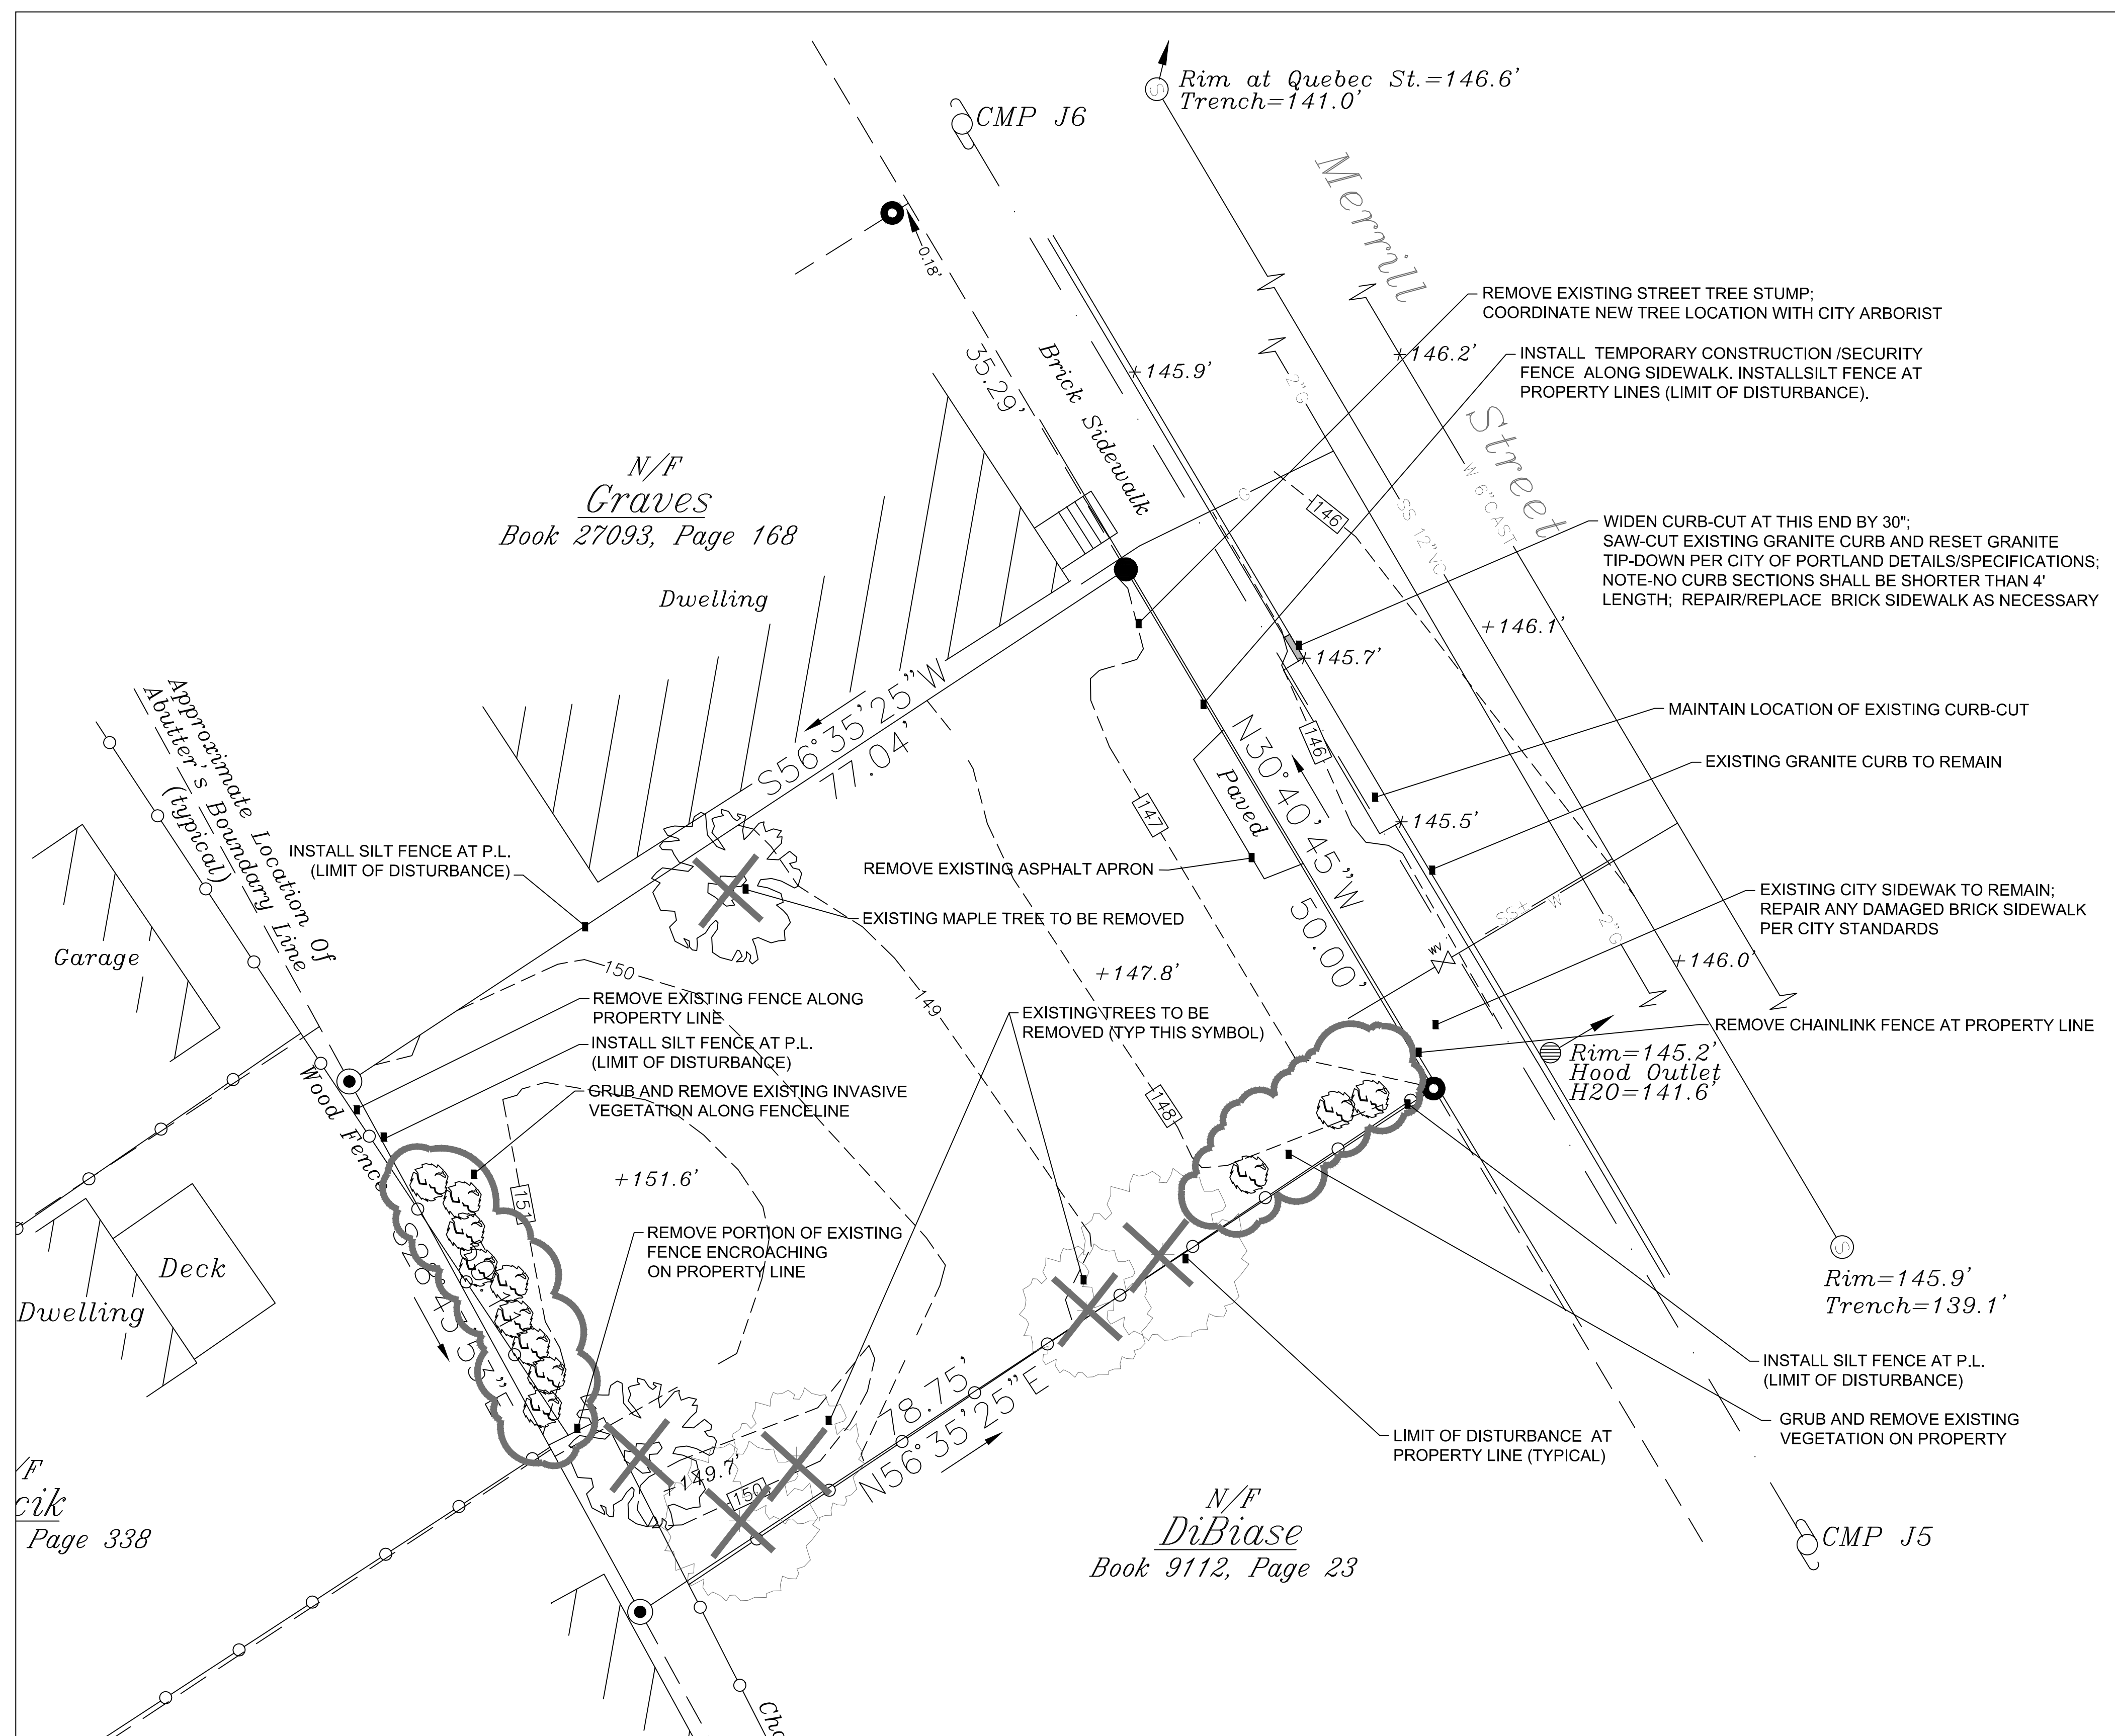 Rim at Quebec St.=146.6'
Trench=141.0'
CMP J6
Merrill
Street
0.18'
35.29'
Brick Sidewalk
+145.9'
+146.2'
2"G
G
146
SS 12"VC
W 6"CAST
REMOVE EXISTING STREET TREE STUMP;
COORDINATE NEW TREE LOCATION WITH CITY ARBORIST
INSTALL TEMPORARY CONSTRUCTION /SECURITY
FENCE ALONG SIDEWALK. INSTALLSILT FENCE AT
PROPERTY LINES (LIMIT OF DISTURBANCE).
WIDEN CURB-CUT AT THIS END BY 30";
SAW-CUT EXISTING GRANITE CURB AND RESET GRANITE
TIP-DOWN PER CITY OF PORTLAND DETAILS/SPECIFICATIONS;
NOTE-NO CURB SECTIONS SHALL BE SHORTER THAN 4'
LENGTH; REPAIR/REPLACE BRICK SIDEWALK AS NECESSARY
N/F
Graves
Book 27093, Page 168
Dwelling
+146.1'
+145.7'
S56°35'25"W
77.04'
N30°40'45"W
50.00'
146
147
Paved
MAINTAIN LOCATION OF EXISTING CURB-CUT
EXISTING GRANITE CURB TO REMAIN
+145.5'
Approximate Location Of
Abutter's Boundary Line
(typical)
INSTALL SILT FENCE AT P.L.
(LIMIT OF DISTURBANCE)
REMOVE EXISTING ASPHALT APRON
EXISTING MAPLE TREE TO BE REMOVED
EXISTING CITY SIDEWAK TO REMAIN;
REPAIR ANY DAMAGED BRICK SIDEWALK
PER CITY STANDARDS
W
2"G
WV
+146.0'
Garage
150
149
+147.8'
REMOVE EXISTING FENCE ALONG
PROPERTY LINE
INSTALL SILT FENCE AT P.L.
(LIMIT OF DISTURBANCE)
GRUB AND REMOVE EXISTING INVASIVE
VEGETATION ALONG FENCELINE
EXISTING TREES TO BE
REMOVED (TYP THIS SYMBOL)
REMOVE CHAINLINK FENCE AT PROPERTY LINE
Rim=145.2'
Hood Outlet
H20=141.6'
148
Wood Fence
151
+151.6'
REMOVE PORTION OF EXISTING
FENCE ENCROACHING
ON PROPERTY LINE
Deck
Dwelling
S
Rim=145.9'
Trench=139.1'
INSTALL SILT FENCE AT P.L.
(LIMIT OF DISTURBANCE)
GRUB AND REMOVE EXISTING
VEGETATION ON PROPERTY
LIMIT OF DISTURBANCE AT
PROPERTY LINE (TYPICAL)
78.75'
N56°35'25"E
+149.7'
150
/F
cik
Page 338
N/F
DiBiase
Book 9112, Page 23
CMP J5